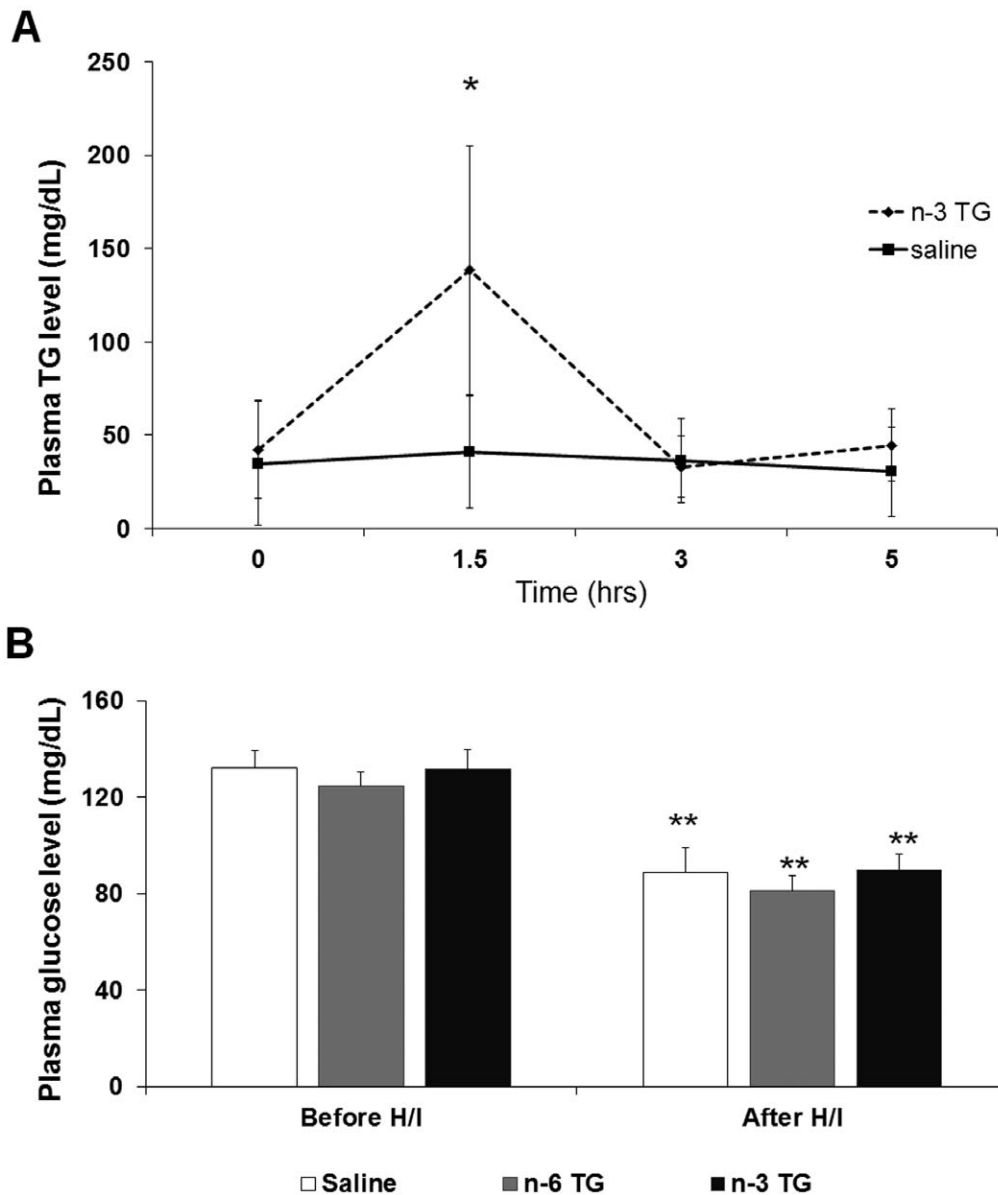 A
250
*
200
Plasma TG level (mg/dL)
n-3 TG
saline
150
100
50
0
0 1.5 3 5
Time (hrs)
B
160
Plasma glucose level (mg/dL)
120
** ** **
80
40
0
Before H/I After H/I
Saline n-6 TG n-3 TG